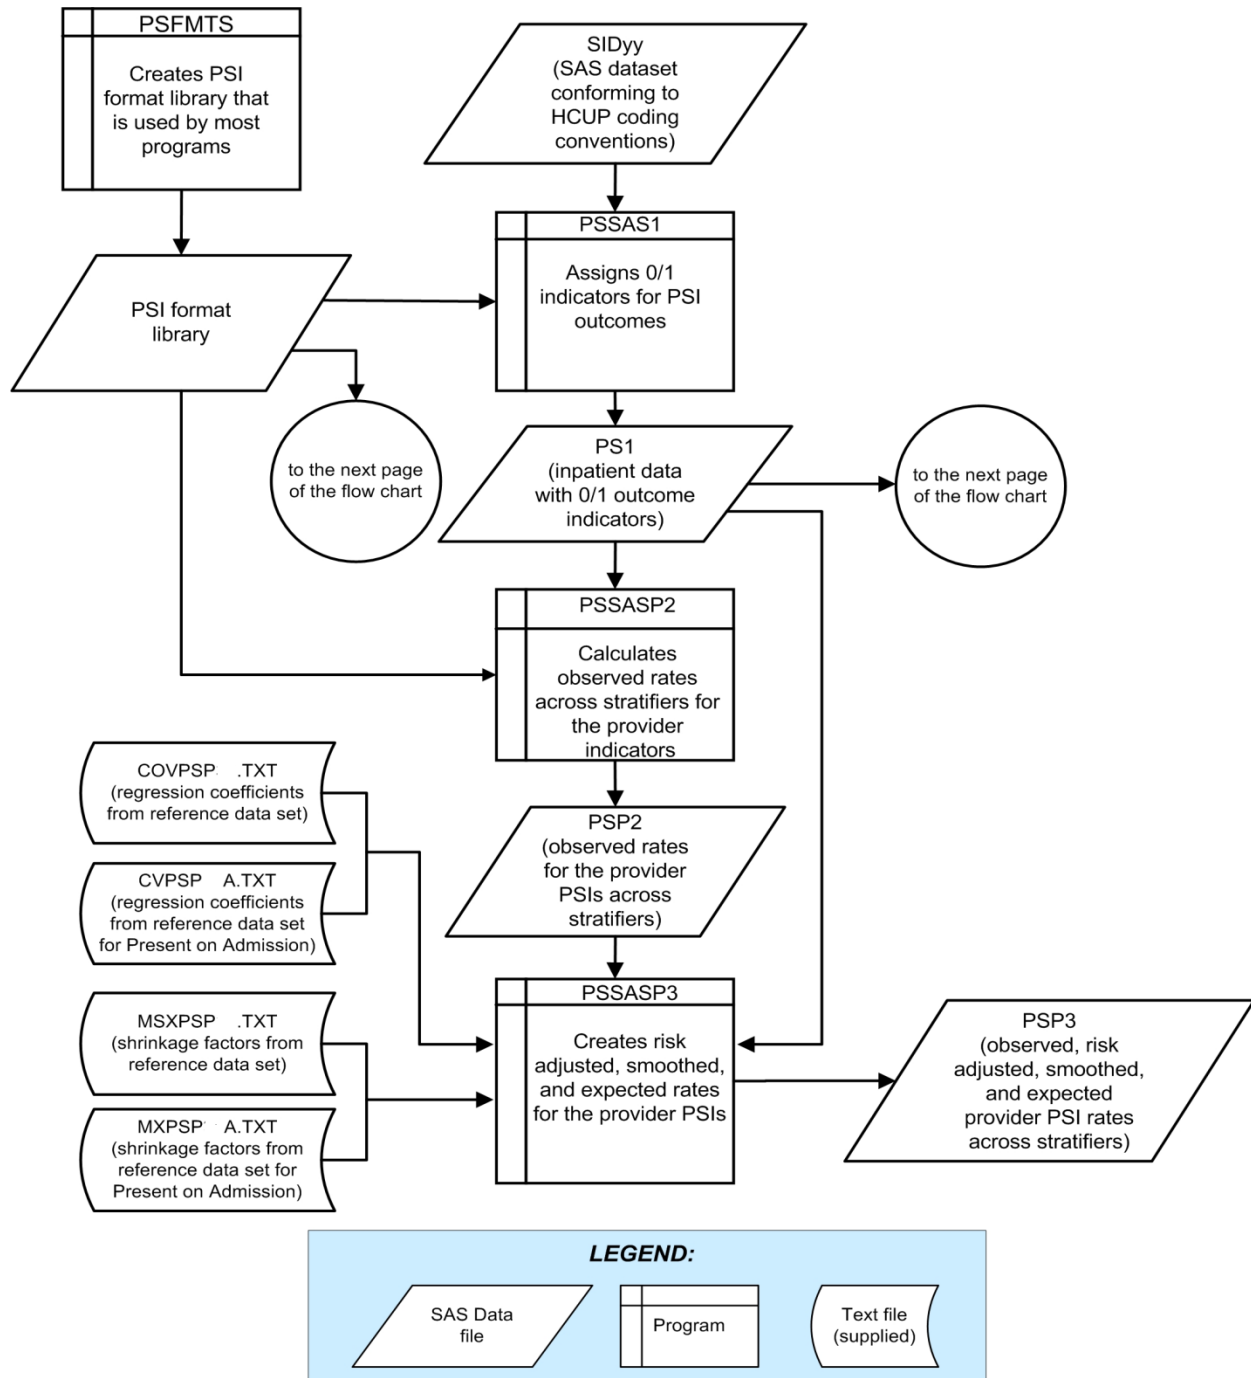 PSFMTS
Creates PSI
format library that
is used by most
programs
SIDyy
(SAS dataset
conforming to
HCUP coding
conventions)
PSSAS1
Assigns 0/1
indicators for PSI
outcomes
PSI format
library
to the next page
of the flow chart
PS1
(inpatient data
with 0/1 outcome
indicators)
to the next page
of the flow chart
PSSASP2
Calculates
observed rates
across stratifiers for
the provider
indicators
COVPSP .TXT
(regression coefficients
from reference data set)
CVPSP A.TXT
(regression coefficients
from reference data set
for Present on Admission)
PSP2
(observed rates
for the provider
PSIs across
stratifiers)
MSXPSP .TXT
(shrinkage factors from
reference data set)
MXPSP A.TXT
(shrinkage factors from
reference data set for
Present on Admission)
PSSASP3
Creates risk
adjusted, smoothed,
and expected rates
for the provider PSIs
PSP3
(observed, risk
adjusted, smoothed,
and expected
provider PSI rates
across stratifiers)
LEGEND:
SAS Data
file
Program
Text file
(supplied)